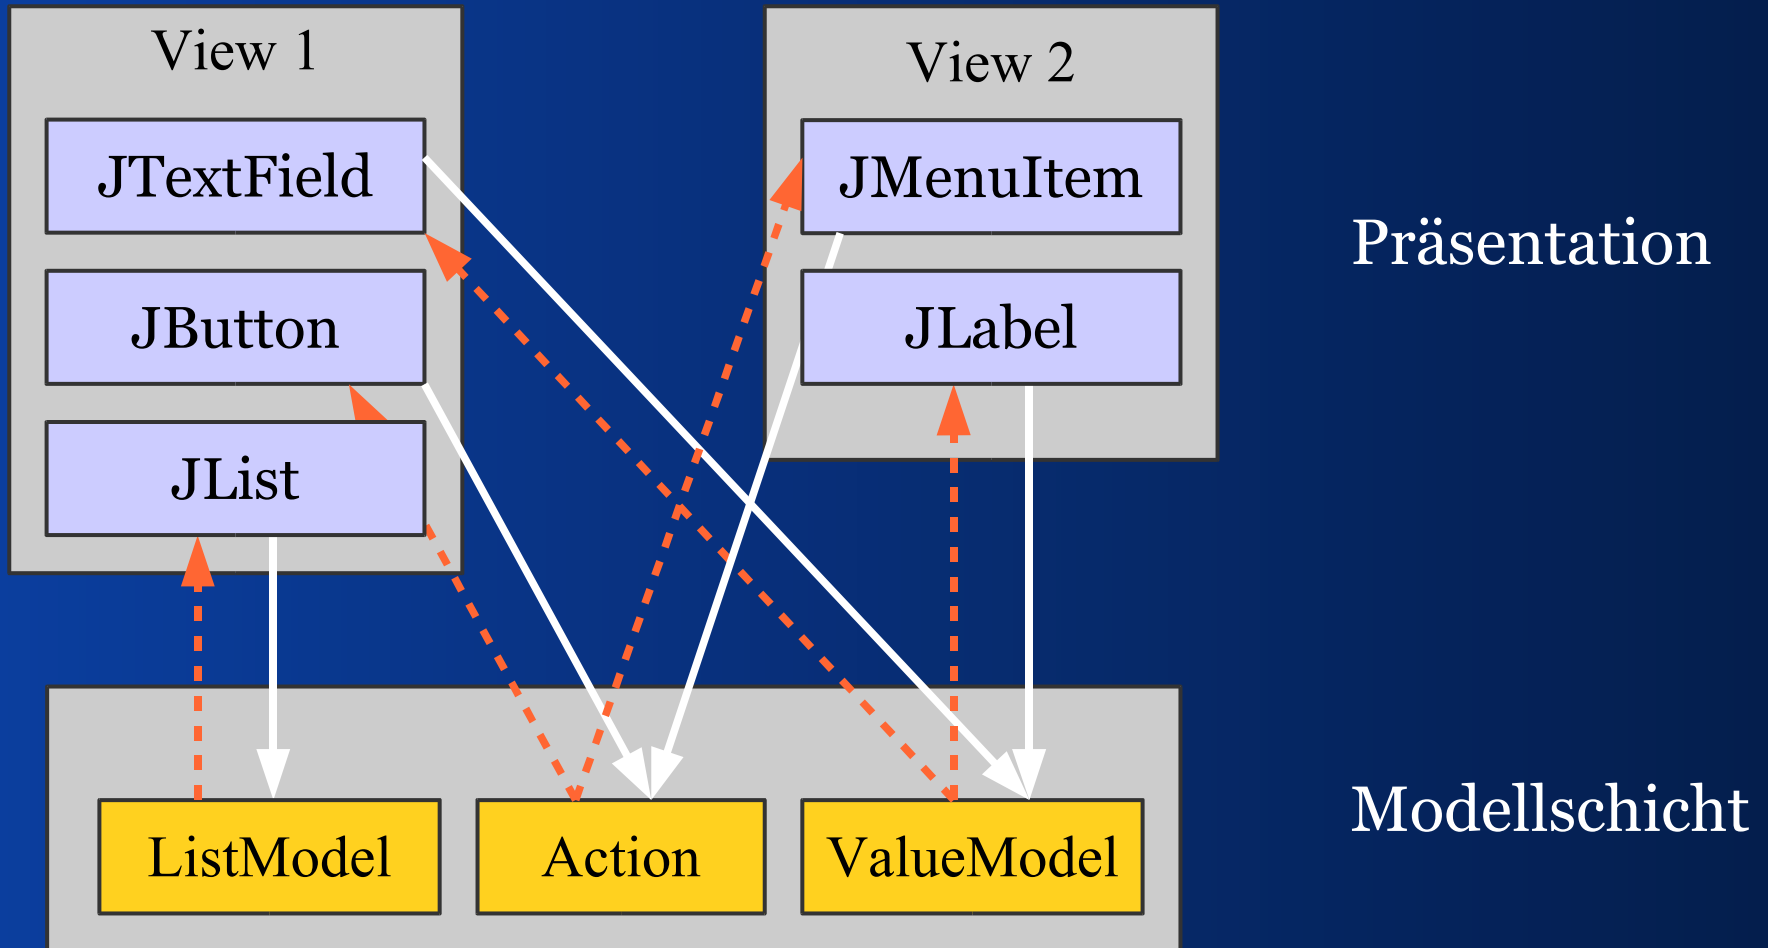 View 1
JTextField
JButton
JList
View 2
JMenuItem
JLabel
Präsentation
ListModel
Action
ValueModel
Modellschicht